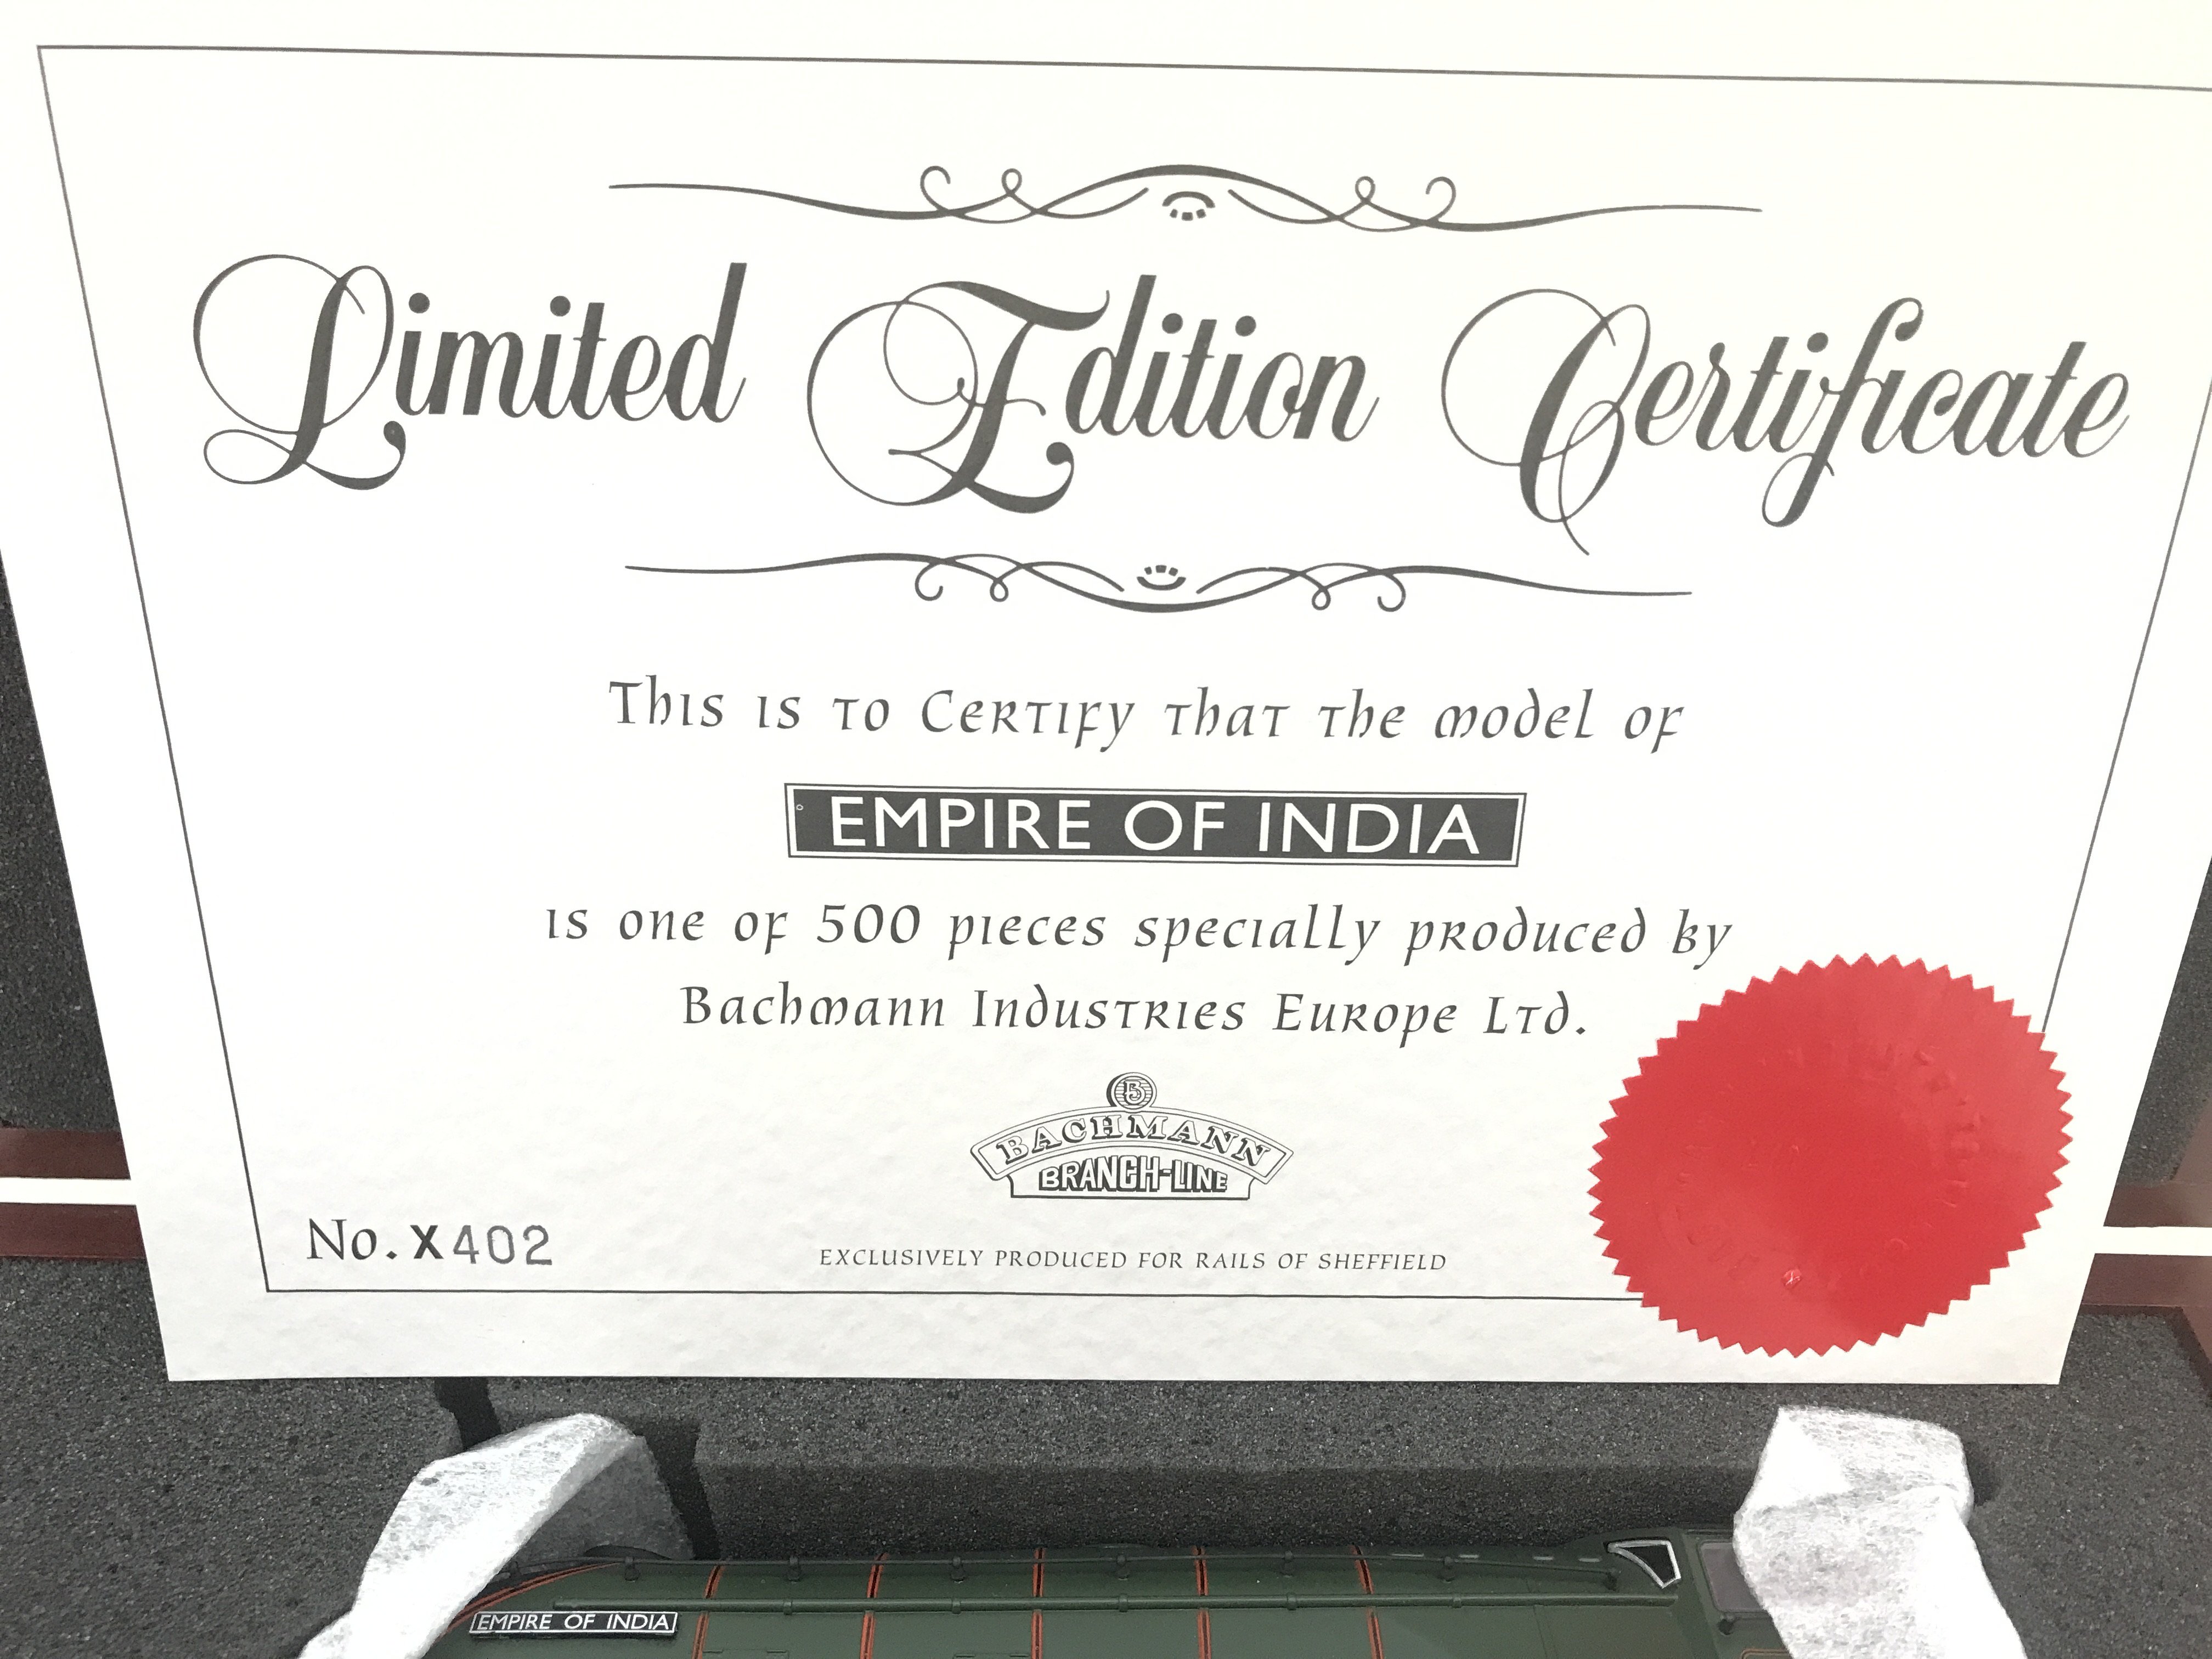 Limited Edition Certificate
This is to Certify that the model of
EMPIRE OF INDIA
is one of 500 pieces specially produced by
Bachmann Industries Europe Ltd.
B
BACHMANN
BRANCH-LINE
No. X402
EXCLUSIVELY PRODUCED FOR RAILS OF SHEFFIELD
EMPIRE OF INDIA